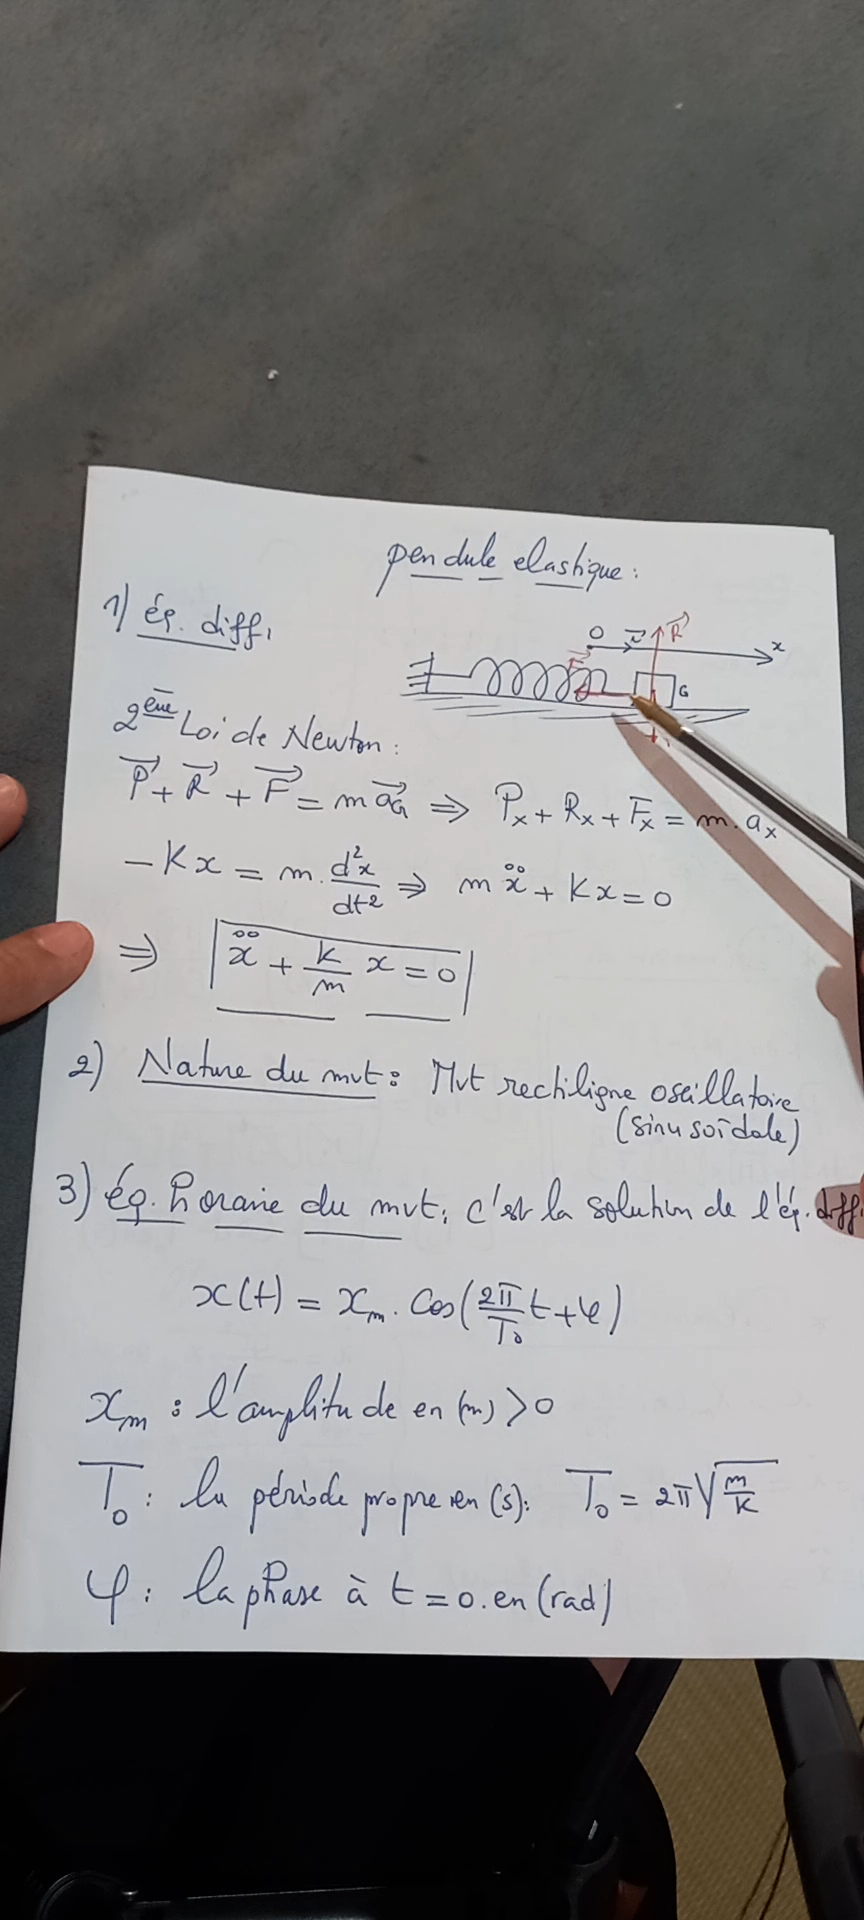 pendule elastique :
1) éq. diff,
O i⃗ R⃗ x
F⃗ G
2ème Loi de Newton :
P⃗ + R⃗ + F⃗ = m a⃗G ⇒ Px + Rx + Fx = m. ax
- Kx = m. d²x/dt² ⇒ m ẍ + Kx = 0
⇒ ẍ + k/m x = 0
2) Nature du mvt : Mvt rectiligne oscillatoire
(sinusoïdale)
3) éq. horaire du mvt, c'est la solution de l'éq. diff.
x(t) = xm. Cos(2π/T₀ t + φ)
xm : l'amplitude en (m) > 0
T₀ : la période propre en (s): T₀ = 2π√(m/K)
φ : la phase à t = 0. en (rad)